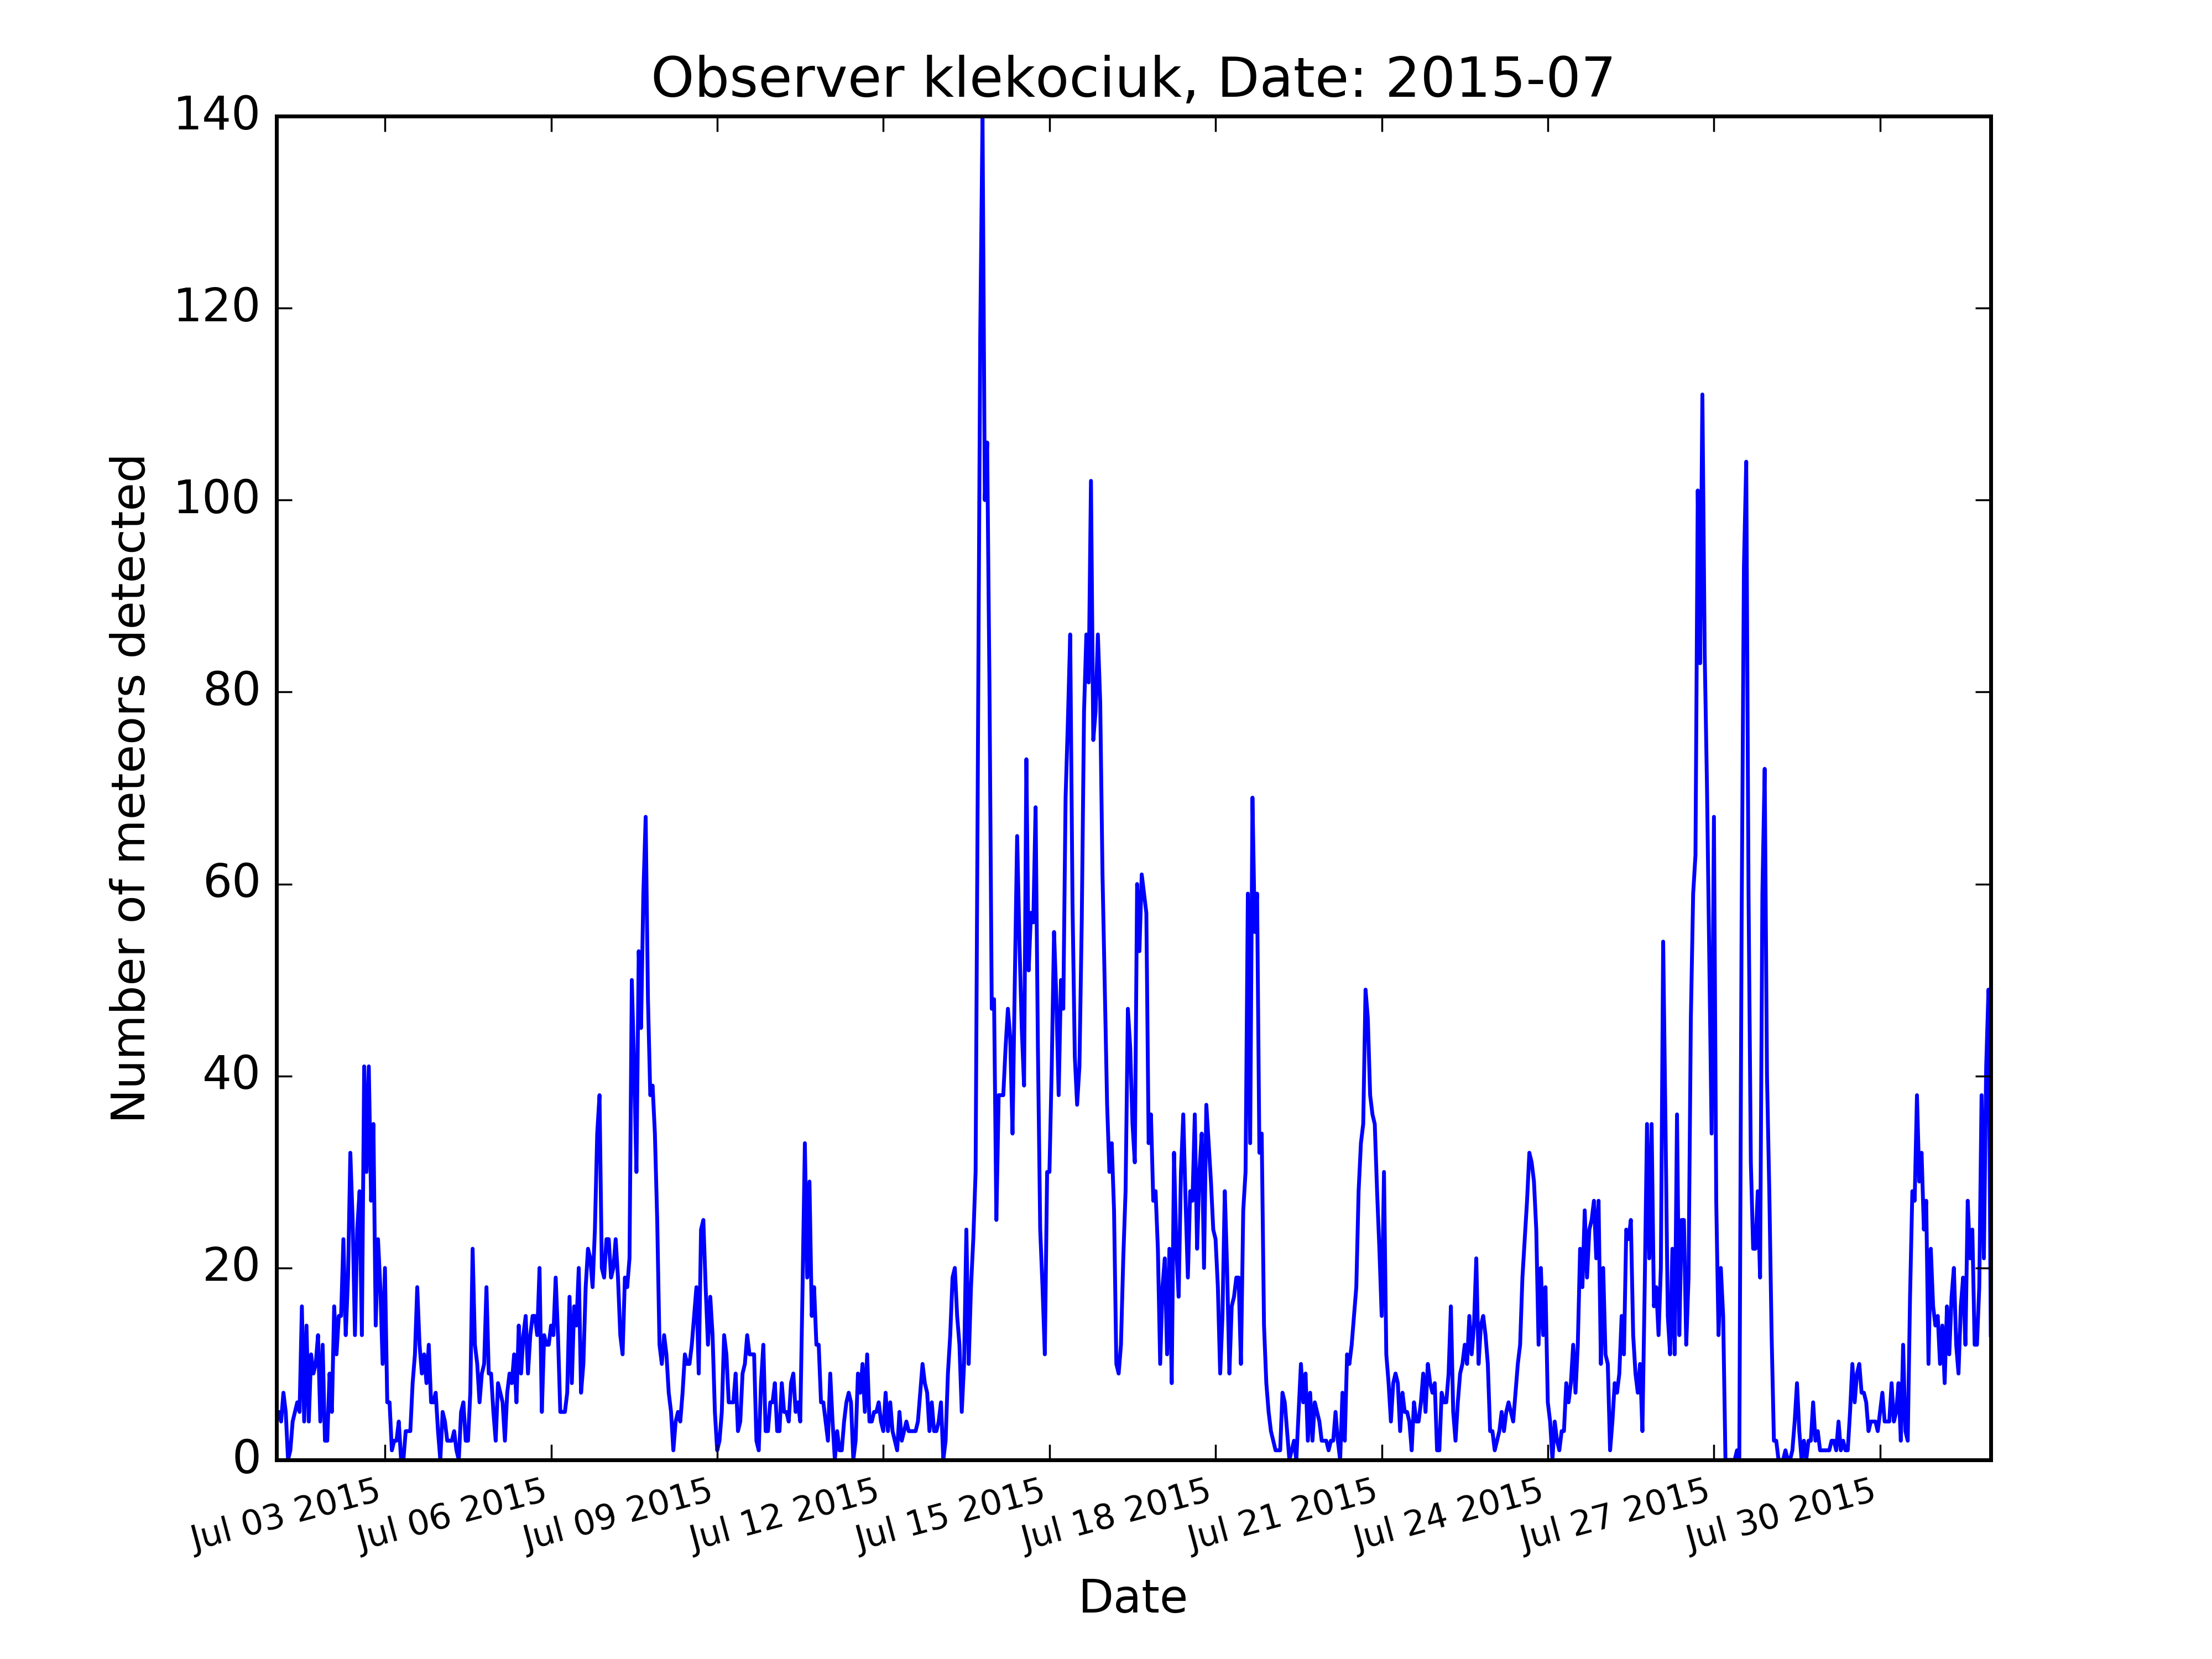 Observer klekociuk, Date: 2015-07
140
120
100
80
60
40
20
0
Number of meteors detected
Jul 03 2015
Jul 06 2015
Jul 09 2015
Jul 12 2015
Jul 15 2015
Jul 18 2015
Jul 21 2015
Jul 24 2015
Jul 27 2015
Jul 30 2015
Date